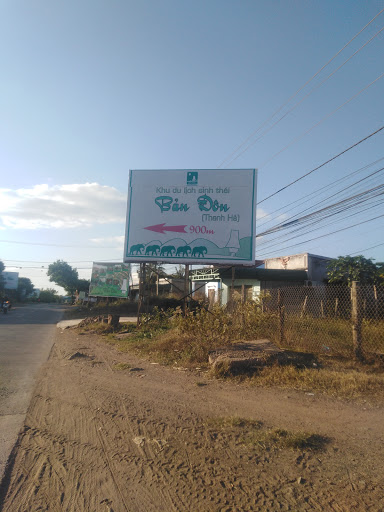 Khu du lịch sinh thái
Bản Đôn
(Thanh Hà)
900m